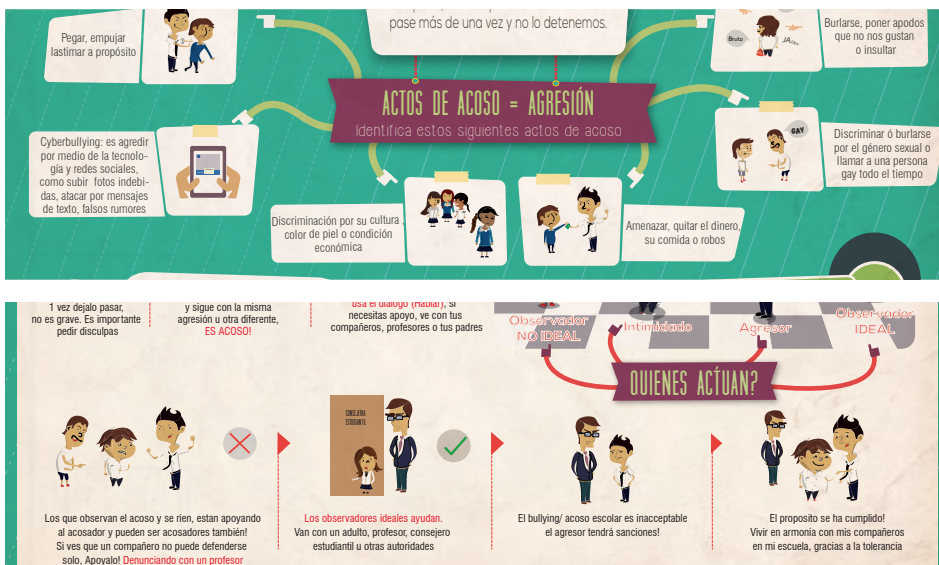 pase más de una vez y no lo detenemos.
Pegar, empujar
lastimar a propósito
Bruto
JAjaja
Burlarse, poner apodos
que no nos gustan
o insultar
ACTOS DE ACOSO = AGRESIÓN
Identifica estos siguientes actos de acoso
Cyberbullying: es agredir
por medio de la tecnolo-
gía y redes sociales,
como subir fotos indebi-
das, atacar por mensajes
de texto, falsos rumores
GAY
Discriminar ó burlarse
por el género sexual o
llamar a una persona
gay todo el tiempo
Discriminación por su cultura ,
color de piel o condición
económica
Amenazar, quitar el dinero,
su comida o robos
1 vez dejalo pasar,
no es grave. Es importante
pedir disculpas
y sigue con la misma
agresión u otra diferente,
ES ACOSO!
usa el diálogo (Hablar), si
necesitas apoyo, ve con tus
compañeros, profesores o tus padres
Observador
NO IDEAL
Intimidado
Agresor
Observador
IDEAL
QUIENES ACTÚAN?
CONSEJERIA
ESTUDIANTIL
Los que observan el acoso y se rien, estan apoyando
al acosador y pueden ser acosadores también!
Si ves que un compañero no puede defenderse
solo, Apoyalo! Denunciando con un profesor
Los observadores ideales ayudan.
Van con un adulto, profesor, consejero
estudiantil u otras autoridades
El bullying/ acoso escolar es inacceptable
el agresor tendrá sanciones!
El proposito se ha cumplido!
Vivir en armonía con mis compañeros
en mi escuela, gracias a la tolerancia